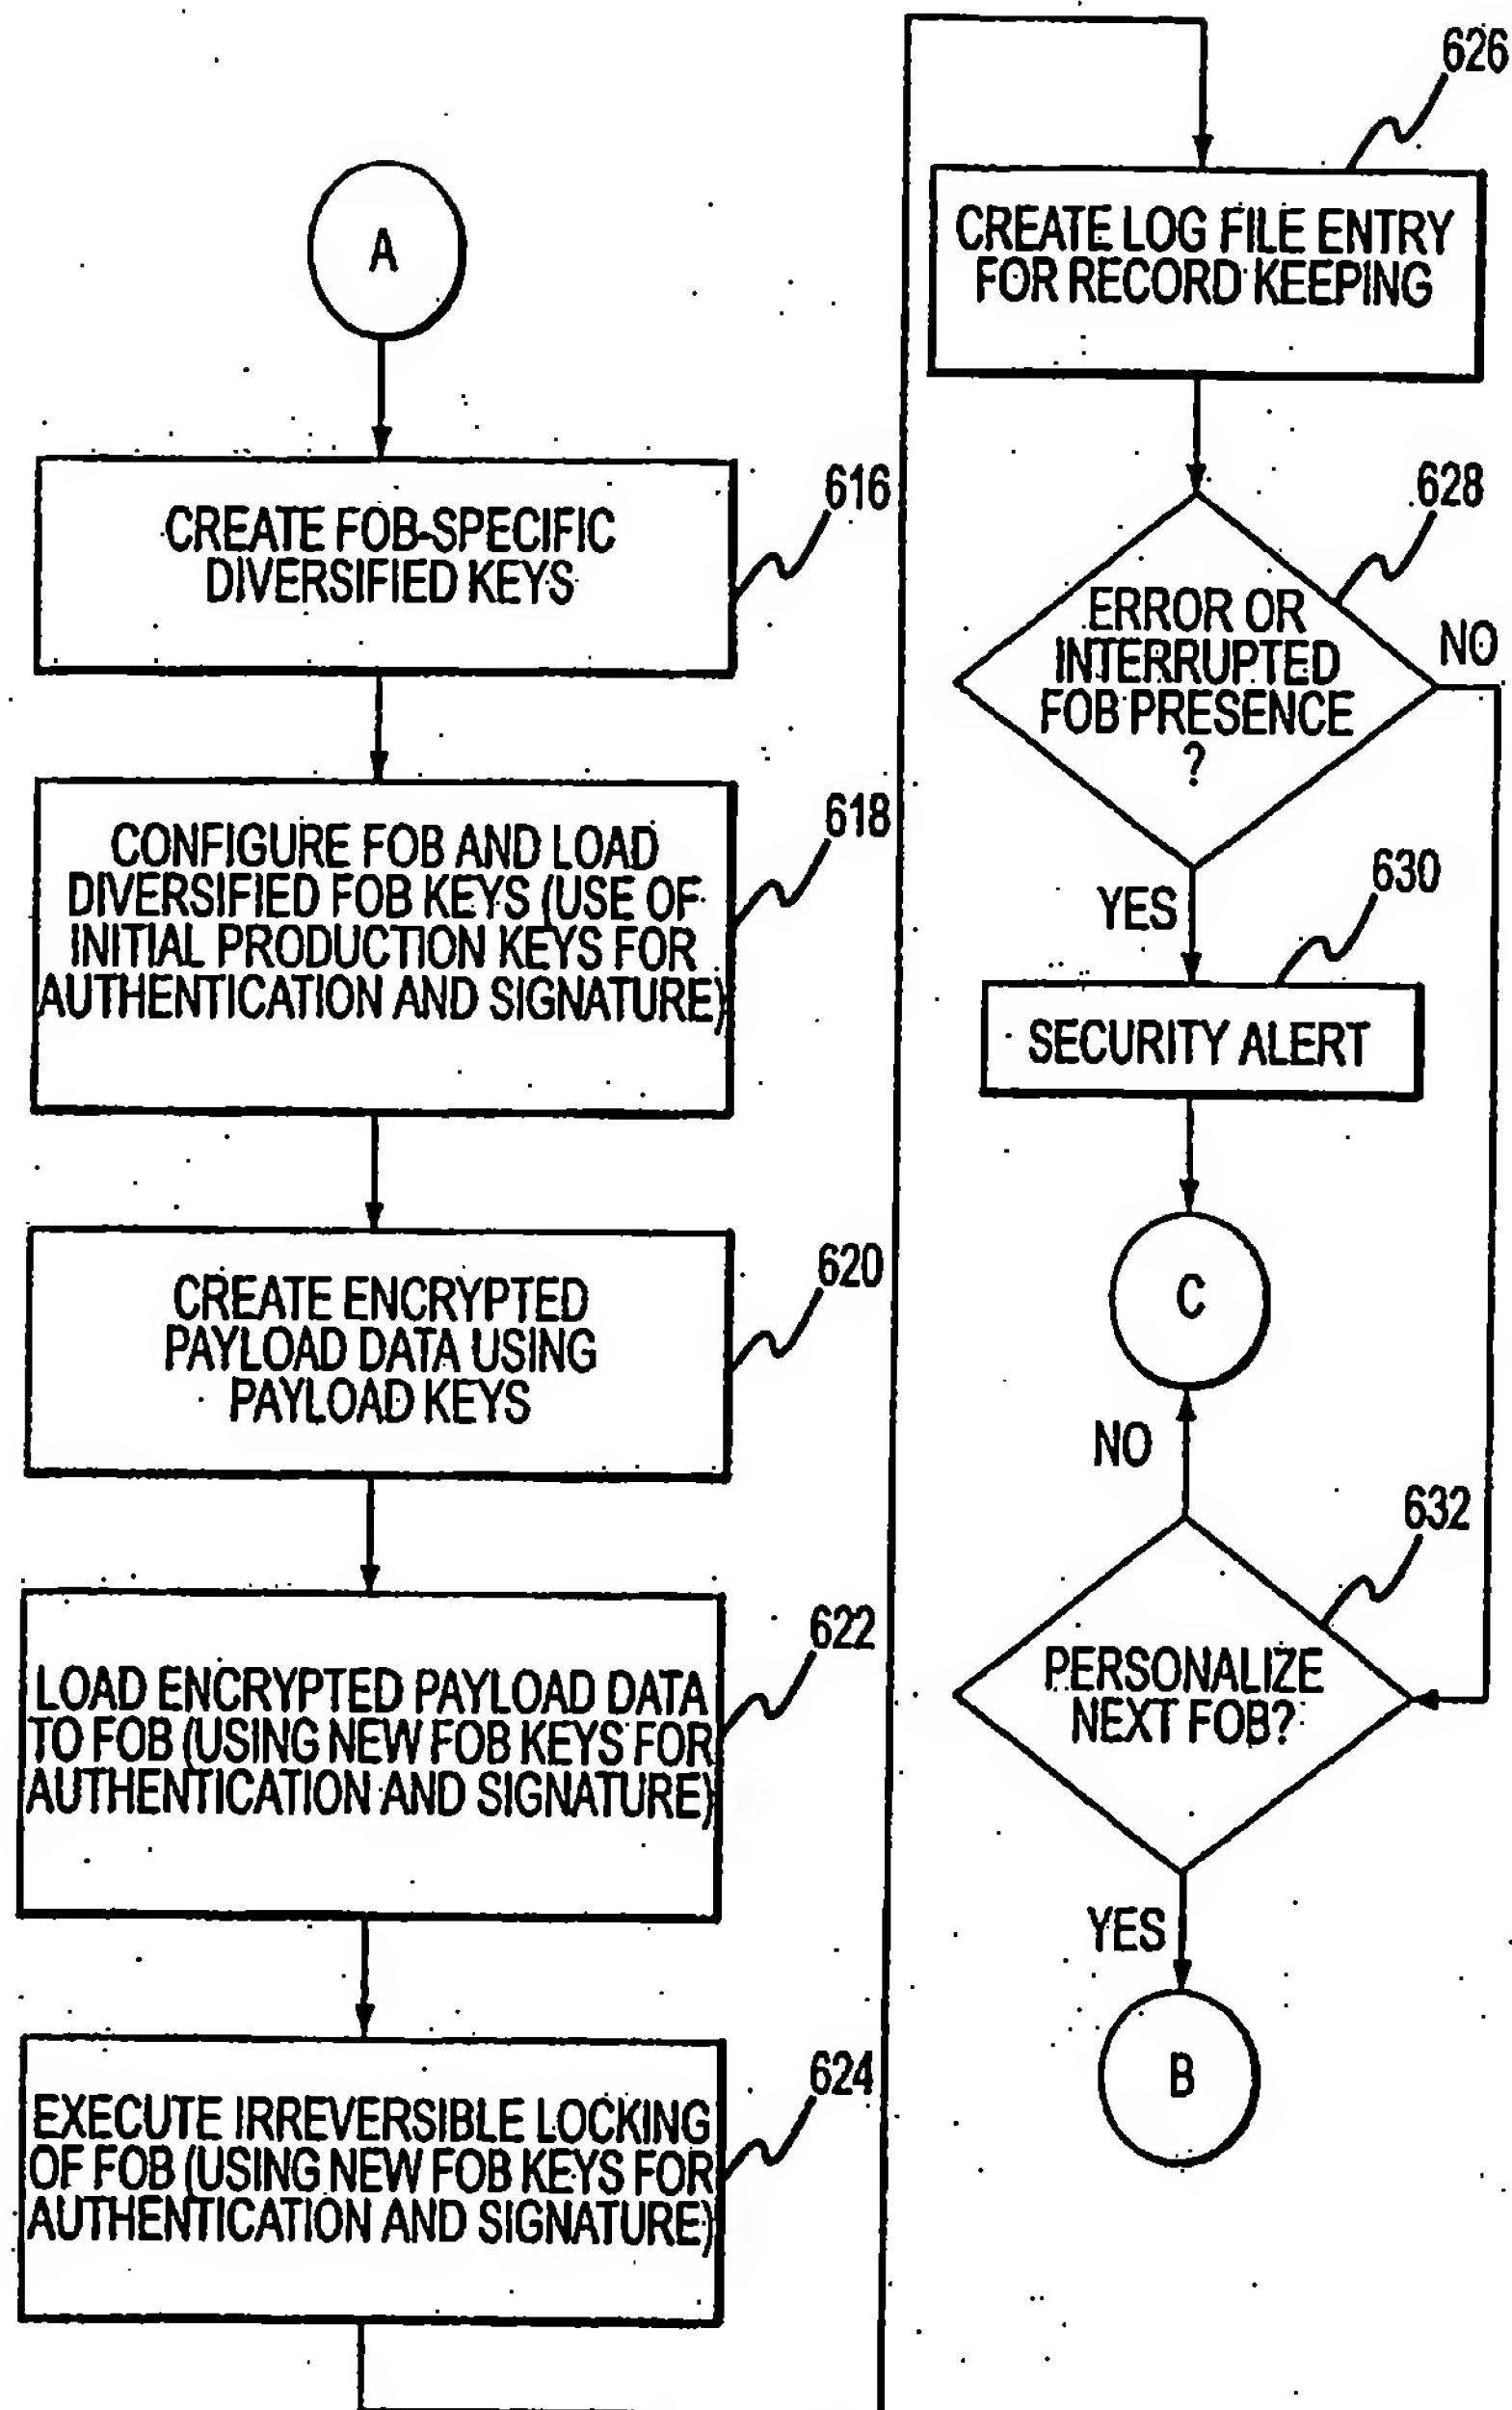 A
CREATE FOB-SPECIFIC
DIVERSIFIED KEYS
616
CONFIGURE FOB AND LOAD
DIVERSIFIED FOB KEYS (USE OF
INITIAL PRODUCTION KEYS FOR
AUTHENTICATION AND SIGNATURE)
618
CREATE ENCRYPTED
PAYLOAD DATA USING
PAYLOAD KEYS
620
LOAD ENCRYPTED PAYLOAD DATA
TO FOB (USING NEW FOB KEYS FOR
AUTHENTICATION AND SIGNATURE)
622
EXECUTE IRREVERSIBLE LOCKING
OF FOB (USING NEW FOB KEYS FOR
AUTHENTICATION AND SIGNATURE)
624
626
CREATE LOG FILE ENTRY
FOR RECORD KEEPING
628
ERROR OR
INTERRUPTED
FOB PRESENCE
?
NO
YES
630
SECURITY ALERT
C
NO
632
PERSONALIZE
NEXT FOB?
YES
B